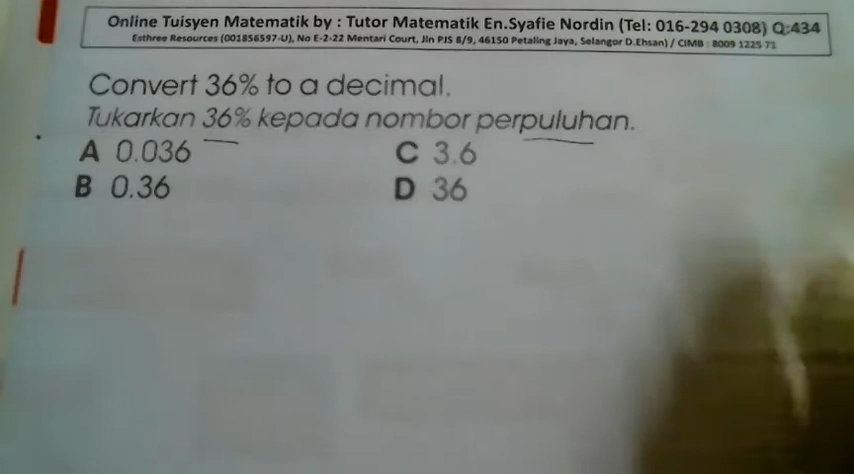 Online Tuisyen Matematik by : Tutor Matematik En.Syafie Nordin (Tel: 016-294 0308) Q:434
Esthree Resources (001856597-U), No E-2-22 Mentari Court, Jln PJS 8/9, 46150 Petaling Jaya, Selangor D.Ehsan) / CIMB : 8009 1225 71
Convert 36% to a decimal.
Tukarkan 36% kepada nombor perpuluhan.
A 0.036 C 3.6
B 0.36 D 36